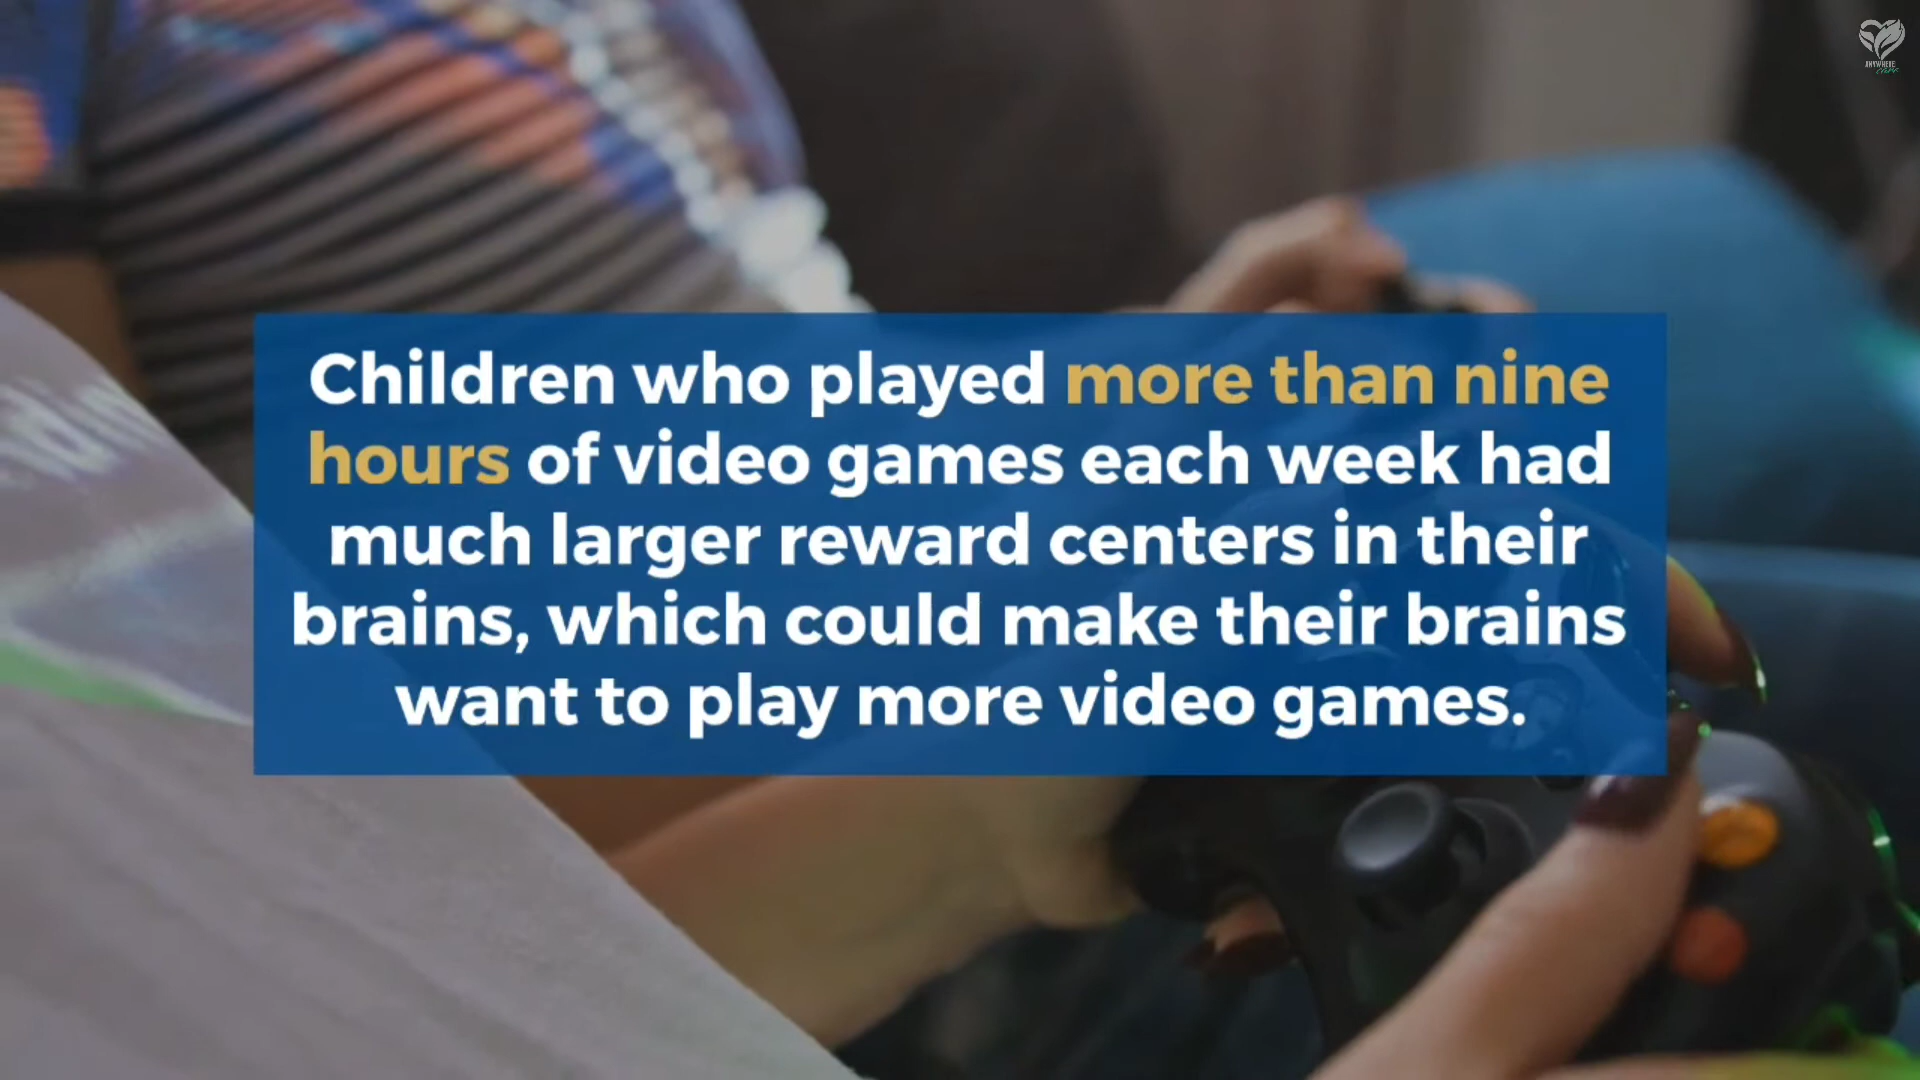 ANYWHERE
Children who played more than nine
hours of video games each week had
much larger reward centers in their
brains, which could make their brains
want to play more video games.